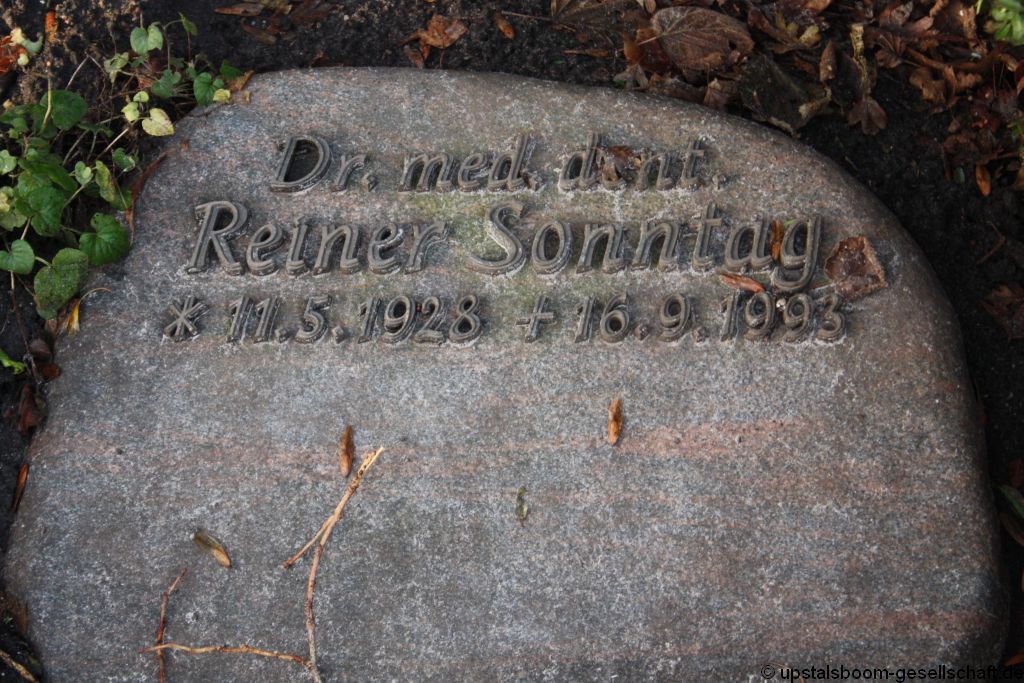 Dr. med. dent.
Reiner Sonntag
* 11.5.1928 + 16.9.1993
© upstalsboom-gesellschaft.de